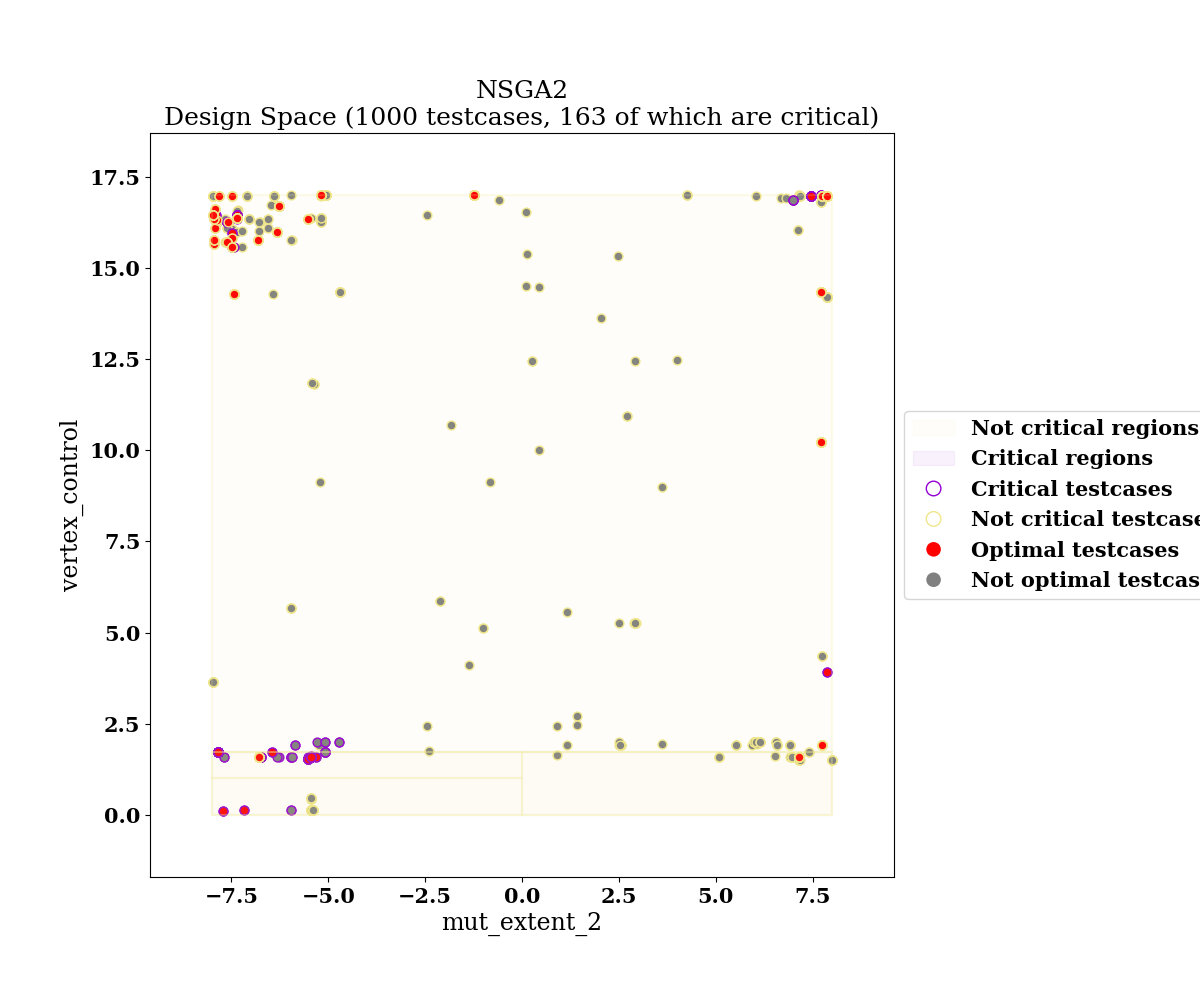 NSGA2
Design Space (1000 testcases, 163 of which are critical)
17.5
15.0
12.5
10.0
7.5
5.0
2.5
0.0
vertex_control
−7.5
−5.0
−2.5
0.0
2.5
5.0
7.5
mut_extent_2
Not critical regions
Critical regions
Critical testcases
Not critical testcase
Optimal testcases
Not optimal testcas